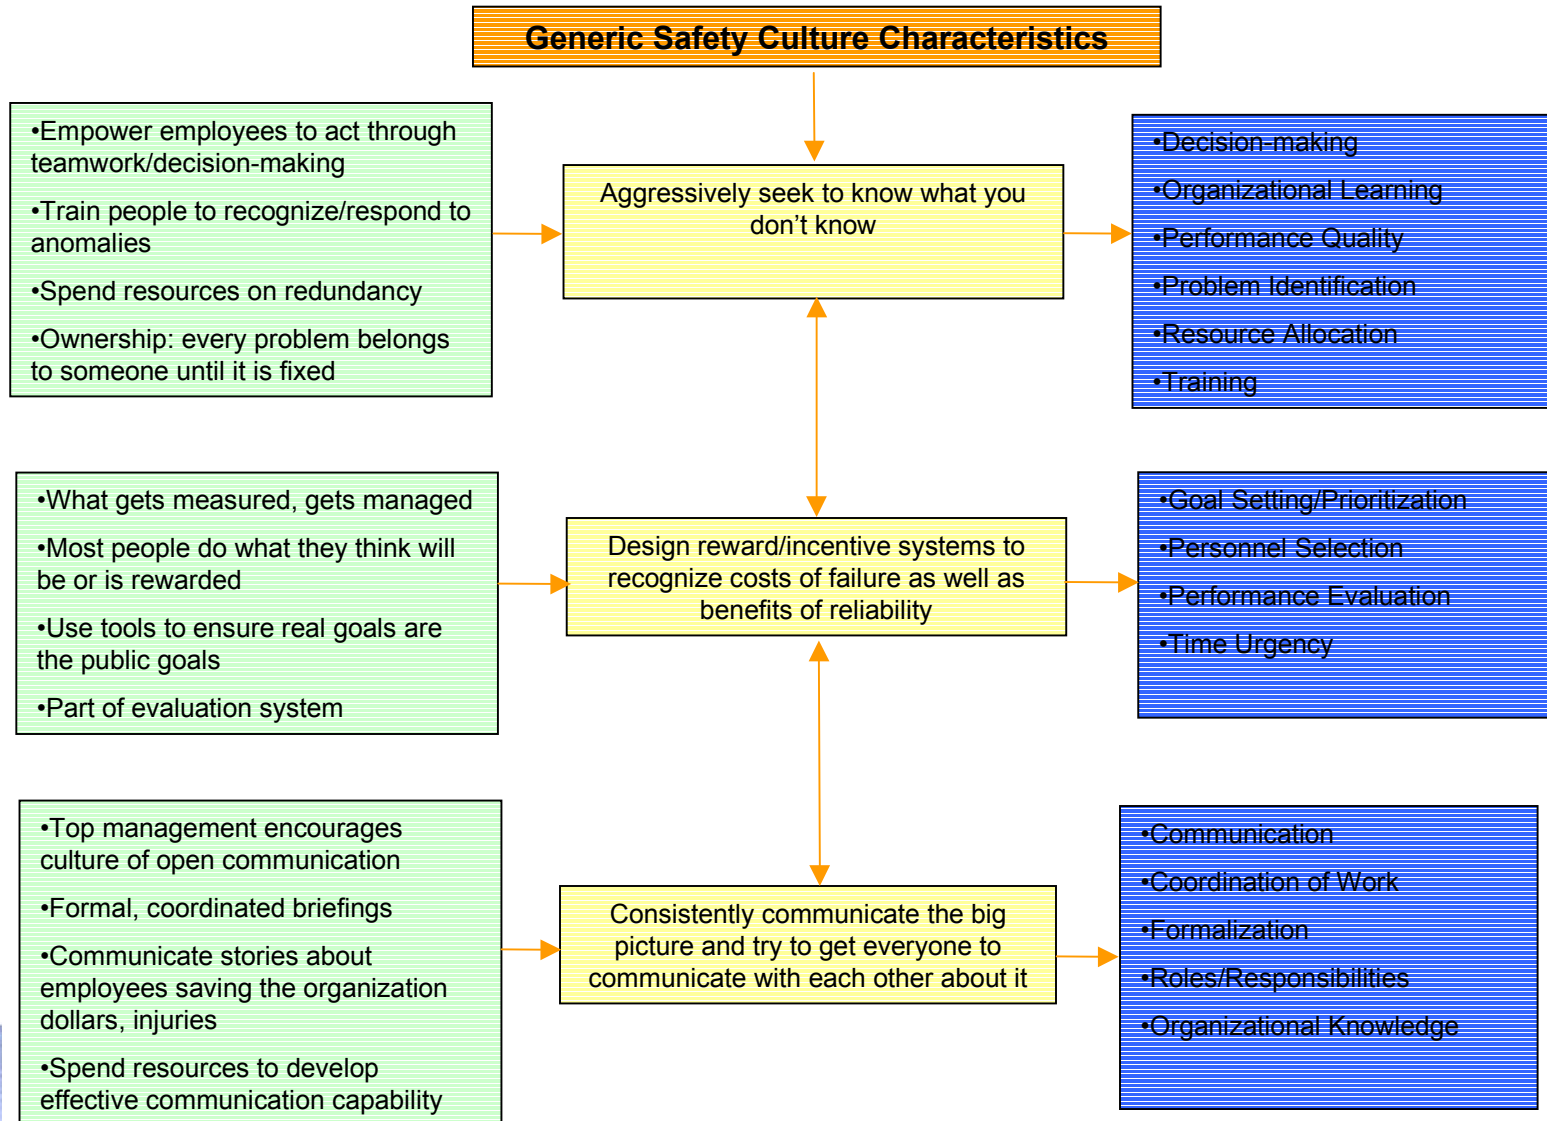 Generic Safety Culture Characteristics
•Empower employees to act through
teamwork/decision-making
•Train people to recognize/respond to
anomalies
•Spend resources on redundancy
•Ownership: every problem belongs
to someone until it is fixed
Aggressively seek to know what you
don’t know
•Decision-making
•Organizational Learning
•Performance Quality
•Problem Identification
•Resource Allocation
•Training
•What gets measured, gets managed
•Most people do what they think will
be or is rewarded
•Use tools to ensure real goals are
the public goals
•Part of evaluation system
Design reward/incentive systems to
recognize costs of failure as well as
benefits of reliability
•Goal Setting/Prioritization
•Personnel Selection
•Performance Evaluation
•Time Urgency
•Top management encourages
culture of open communication
•Formal, coordinated briefings
•Communicate stories about
employees saving the organization
dollars, injuries
•Spend resources to develop
effective communication capability
Consistently communicate the big
picture and try to get everyone to
communicate with each other about it
•Communication
•Coordination of Work
•Formalization
•Roles/Responsibilities
•Organizational Knowledge